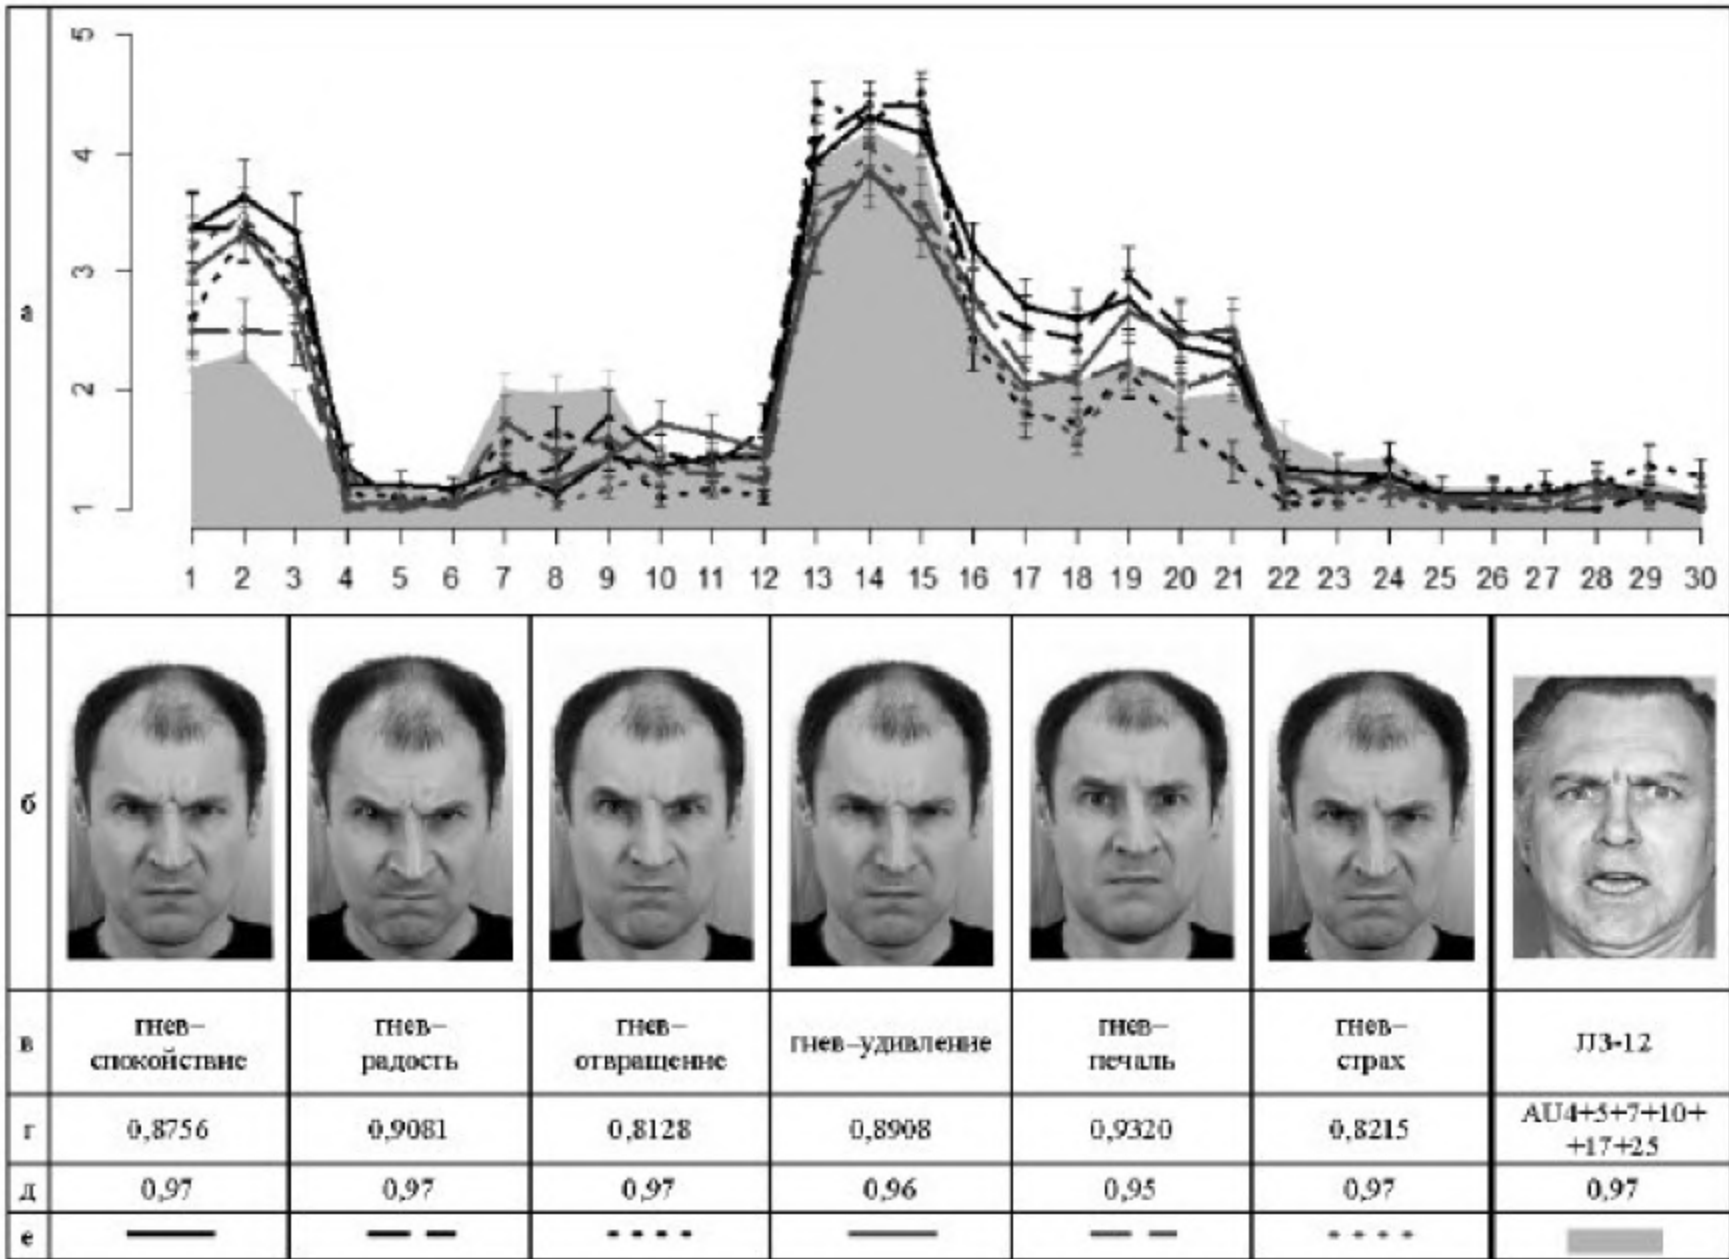 5
4
3
2
1
а
1 2 3 4 5 6 7 8 9 10 11 12 13 14 15 16 17 18 19 20 21 22 23 24 25 26 27 28 29 30
б
в
гнев–
спокойствие
гнев–
радость
гнев–
отвращение
гнев–удивление
гнев–
печаль
гнев–
страх
ЛЗ-12
г
0,8756
0,9081
0,8128
0,8908
0,9320
0,8215
AU4+5+7+10+
+17+25
д
0,97
0,97
0,97
0,96
0,95
0,97
0,97
е